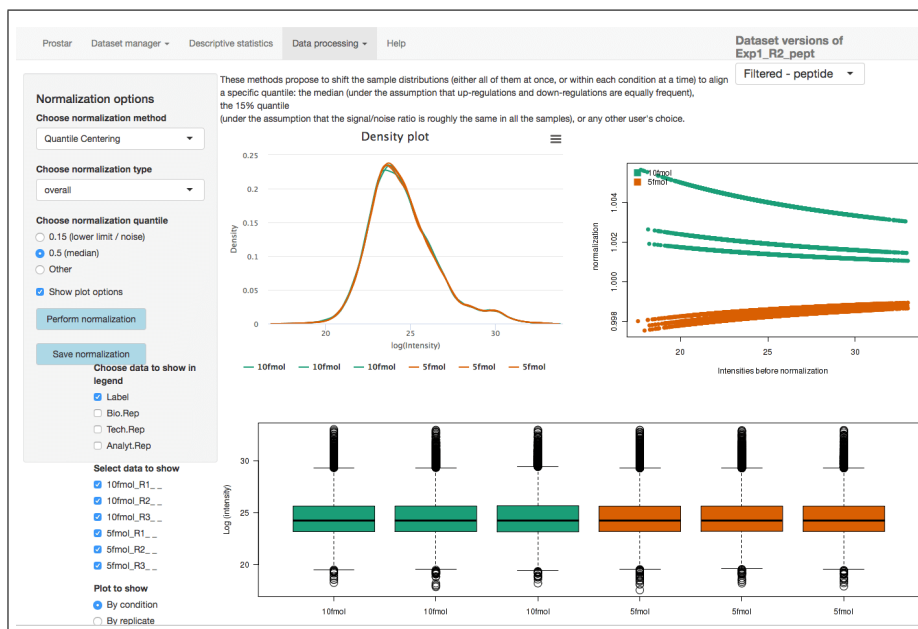 Prostar Dataset manager Descriptive statistics Data processing Help
Dataset versions of
Exp1_R2_pept
Filtered - peptide
These methods propose to shift the sample distributions (either all of them at once, or within each condition at a time) to align
a specific quantile: the median (under the assumption that up-regulations and down-regulations are equally frequent),
the 15% quantile
(under the assumption that the signal/noise ratio is roughly the same in all the samples), or any other user's choice.
Normalization options
Choose normalization method
Quantile Centering
Choose normalization type
overall
Choose normalization quantile
0.15 (lower limit / noise)
0.5 (median)
Other
Show plot options
Perform normalization
Save normalization
Choose data to show in
legend
Label
Bio.Rep
Tech.Rep
Analyt.Rep
Select data to show
10fmol_R1_ _
10fmol_R2_ _
10fmol_R3_ _
5fmol_R1_ _
5fmol_R2_ _
5fmol_R3_ _
Plot to show
By condition
By replicate
Density plot
Density
0.25
0.2
0.15
0.1
0.05
0
20 25 30
log(Intensity)
10fmol 10fmol 10fmol 5fmol 5fmol 5fmol
10fmol
5fmol
normalization
1.004
1.002
1.000
0.998
20 25 30
Intensities before normalization
Log (intensity)
30
25
20
10fmol 10fmol 10fmol 5fmol 5fmol 5fmol